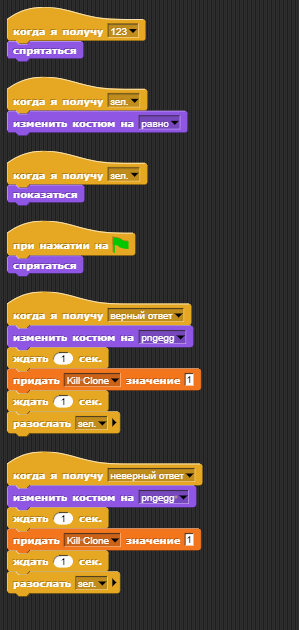 когда я получу 123
спрятаться
когда я получу зел.
изменить костюм на равно
когда я получу зел.
показаться
при нажатии на
спрятаться
когда я получу верный ответ
изменить костюм на pngegg
ждать 1 сек.
придать Kill Clone значение 1
ждать 1 сек.
разослать зел.
когда я получу неверный ответ
изменить костюм на pngegg
ждать 1 сек.
придать Kill Clone значение 1
ждать 1 сек.
разослать зел.